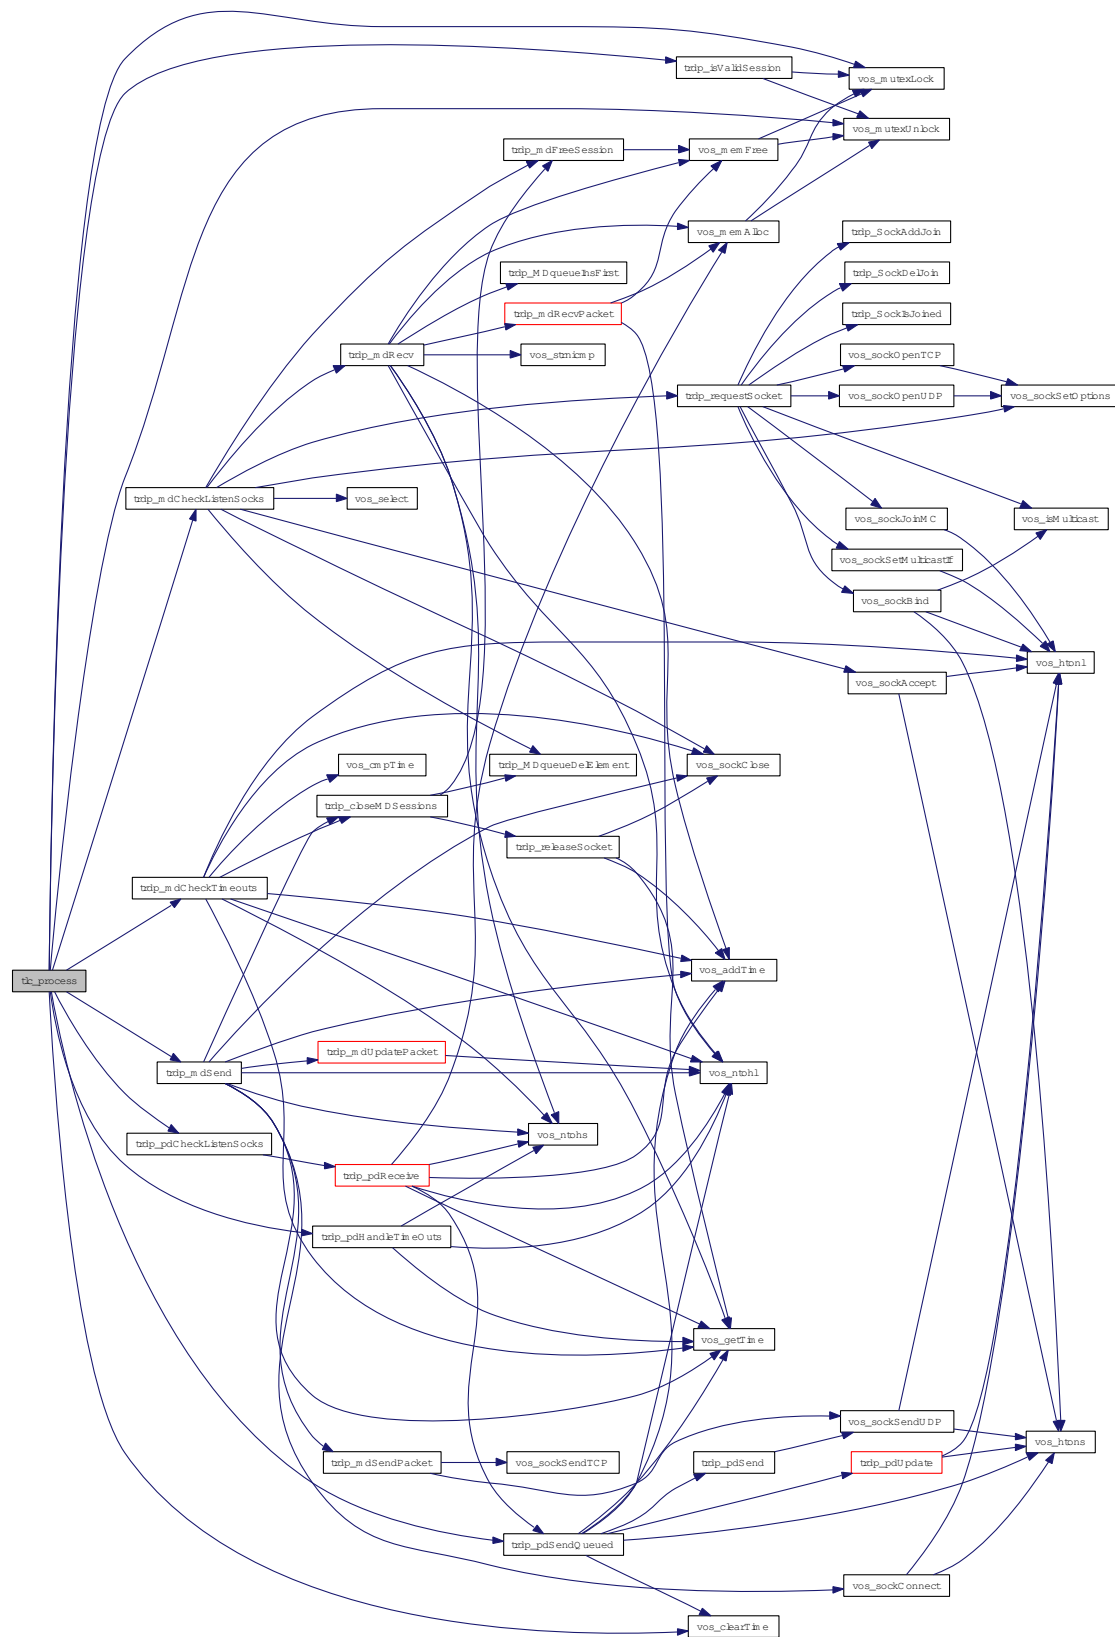 trdp_isValidSession
vos_mutexLock
vos_mutexUnlock
trdp_mdFreeSession
vos_memFree
vos_memAlloc
trdp_SockAddJoin
trdp_MDqueueInsFirst
trdp_SockDelJoin
trdp_mdRecvPacket
trdp_SockIsJoined
trdp_mdRecv
vos_strnicmp
vos_sockOpenTCP
trdp_requestSocket
vos_sockOpenUDP
vos_sockSetOptions
trdp_mdCheckListenSocks
vos_select
vos_sockJoinMC
vos_isMulticast
vos_sockSetMulticastIf
vos_sockBind
vos_htonl
vos_sockAccept
vos_cmpTime
trdp_MDqueueDelElement
vos_sockClose
trdp_closeMDSessions
trdp_releaseSocket
trdp_mdCheckTimeouts
vos_addTime
tlc_process
trdp_mdUpdatePacket
trdp_mdSend
vos_ntohl
trdp_pdCheckListenSocks
vos_ntohs
trdp_pdReceive
trdp_pdHandleTimeOuts
vos_getTime
vos_sockSendUDP
vos_htons
trdp_mdSendPacket
vos_sockSendTCP
trdp_pdSend
trdp_pdUpdate
trdp_pdSendQueued
vos_sockConnect
vos_clearTime